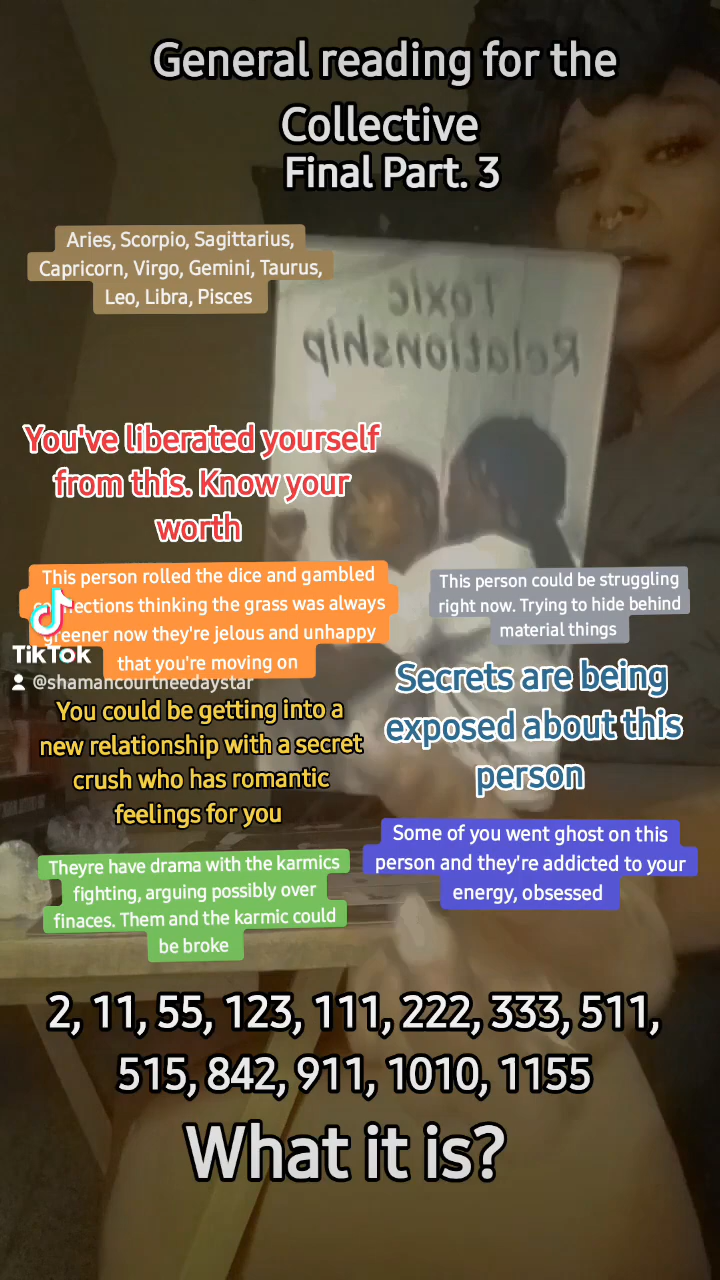 General reading for the
Collective
Final Part. 3
Aries, Scorpio, Sagittarius,
Capricorn, Virgo, Gemini, Taurus,
Leo, Libra, Pisces
Toxic
Relationship
You've liberated yourself
from this. Know your
worth
This person rolled the dice and gambled
thinking the grass was always
greener now they're jelous and unhappy
that you're moving on
TikTok
@shamancourtneedaystar
This person could be struggling
right now. Trying to hide behind
material things
Secrets are being
exposed about this
person
You could be getting into a
new relationship with a secret
crush who has romantic
feelings for you
Some of you went ghost on this
person and they're addicted to your
energy, obsessed
Theyre have drama with the karmics
fighting, arguing possibly over
finaces. Them and the karmic could
be broke
2, 11, 55, 123, 111, 222, 333, 511,
515, 842, 911, 1010, 1155
What it is?